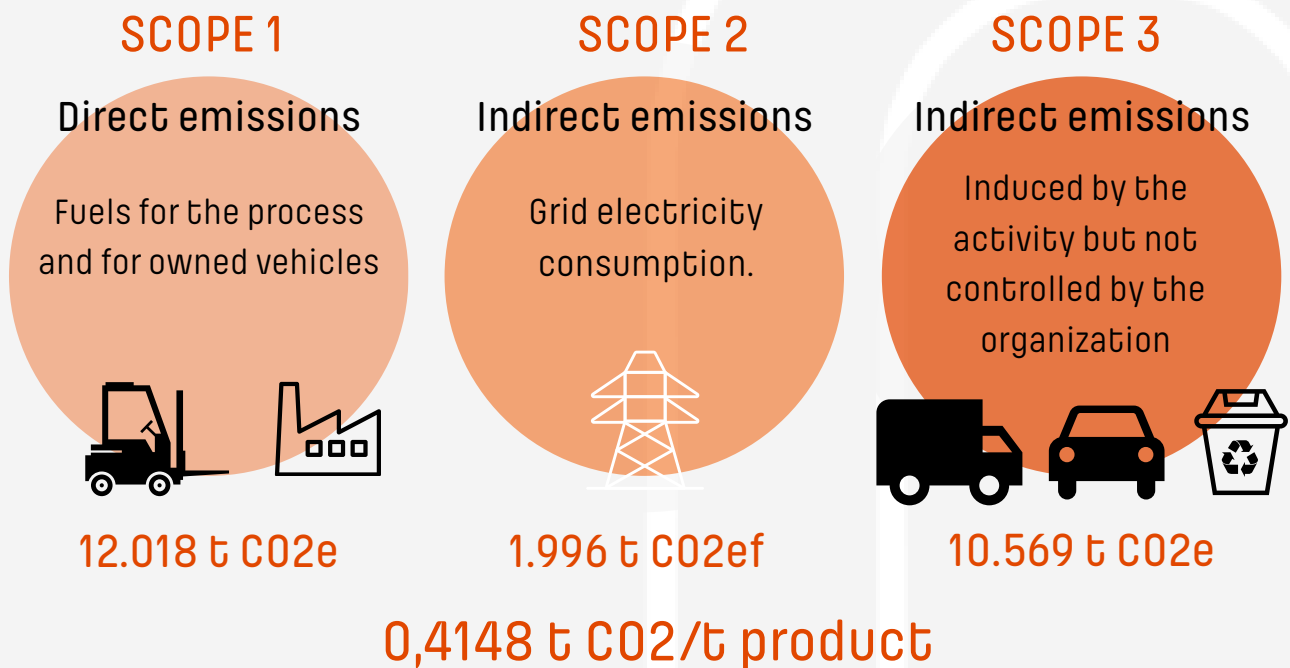 SCOPE 1
Direct emissions
Fuels for the process
and for owned vehicles
12.018 t CO2e
SCOPE 2
Indirect emissions
Grid electricity
consumption.
1.996 t CO2ef
SCOPE 3
Indirect emissions
Induced by the
activity but not
controlled by the
organization
10.569 t CO2e
0,4148 t CO2/t product